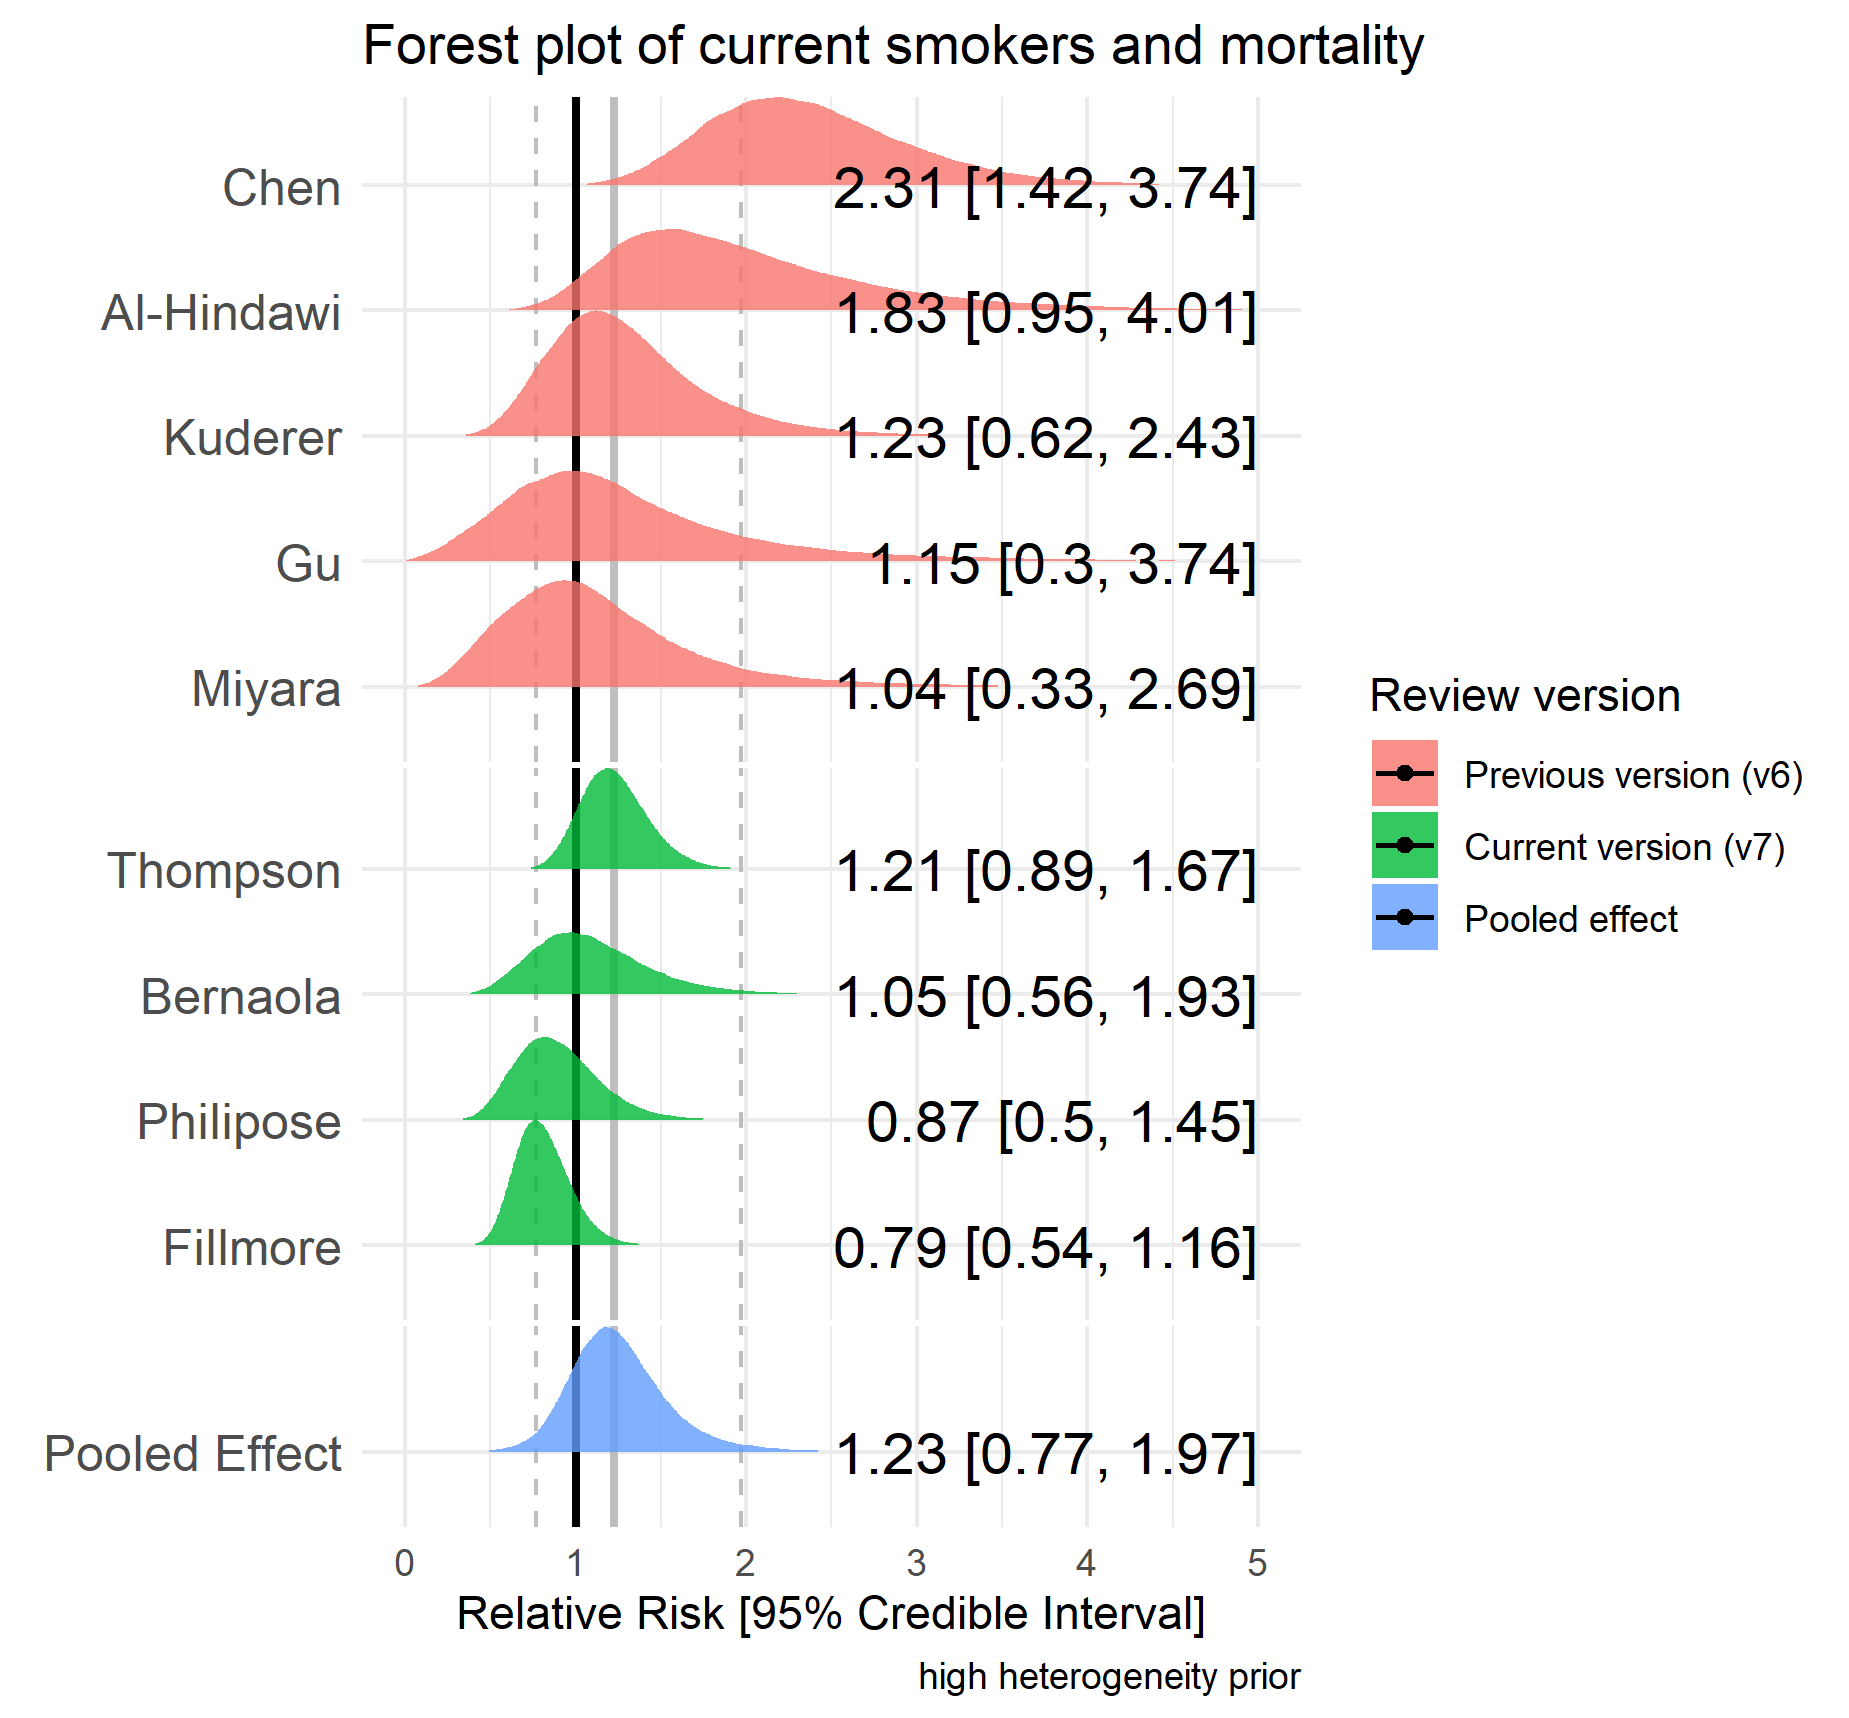 Forest plot of current smokers and mortality
Chen 2.31 [1.42, 3.74]
Al-Hindawi 1.83 [0.95, 4.01]
Kuderer 1.23 [0.62, 2.43]
Gu 1.15 [0.3, 3.74]
Miyara 1.04 [0.33, 2.69]
Thompson 1.21 [0.89, 1.67]
Bernaola 1.05 [0.56, 1.93]
Philipose 0.87 [0.5, 1.45]
Fillmore 0.79 [0.54, 1.16]
Pooled Effect 1.23 [0.77, 1.97]
0 1 2 3 4 5
Relative Risk [95% Credible Interval]
high heterogeneity prior
Review version
Previous version (v6)
Current version (v7)
Pooled effect